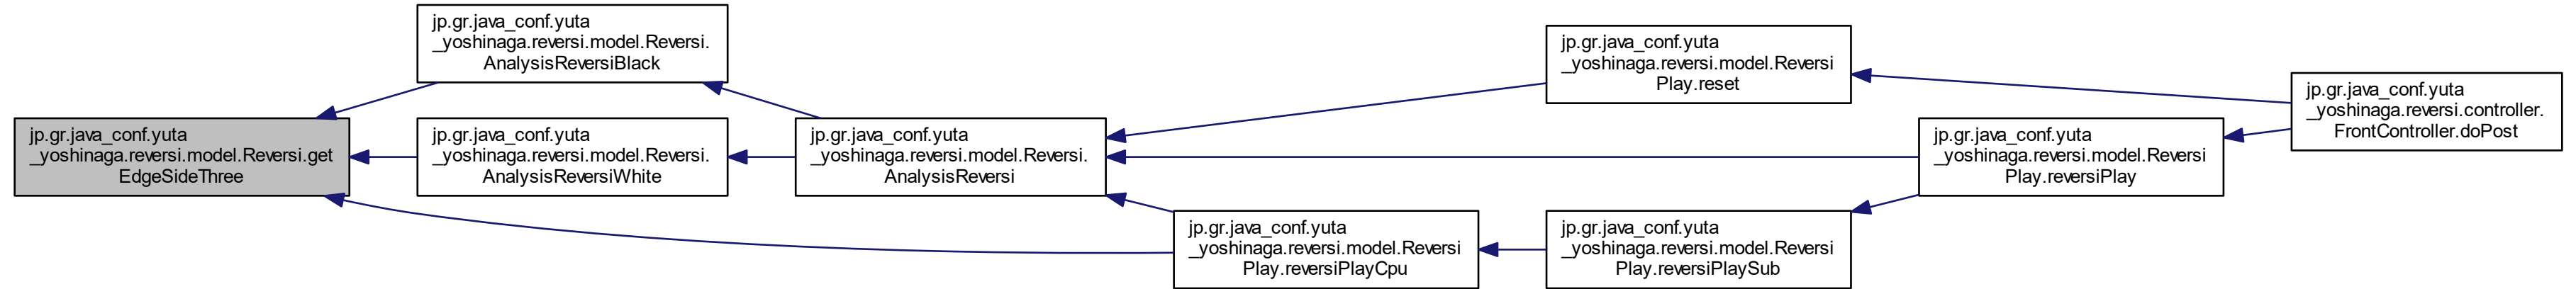 jp.gr.java_conf.yuta
_yoshinaga.reversi.model.Reversi.get
EdgeSideThree
jp.gr.java_conf.yuta
_yoshinaga.reversi.model.Reversi.
AnalysisReversiBlack
jp.gr.java_conf.yuta
_yoshinaga.reversi.model.Reversi.
AnalysisReversiWhite
jp.gr.java_conf.yuta
_yoshinaga.reversi.model.Reversi.
AnalysisReversi
jp.gr.java_conf.yuta
_yoshinaga.reversi.model.Reversi
Play.reversiPlayCpu
jp.gr.java_conf.yuta
_yoshinaga.reversi.model.Reversi
Play.reset
jp.gr.java_conf.yuta
_yoshinaga.reversi.model.Reversi
Play.reversiPlaySub
jp.gr.java_conf.yuta
_yoshinaga.reversi.model.Reversi
Play.reversiPlay
jp.gr.java_conf.yuta
_yoshinaga.reversi.controller.
FrontController.doPost